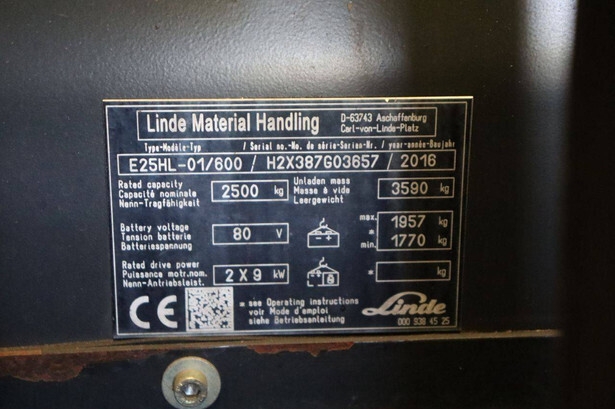 Linde Material Handling
D-63743 Aschaffenburg
Carl-von-Linde-Platz
Type-Modèle-Typ / Serial no.-No. de série-Serien-Nr. / year-année-Baujahr
E25HL-01/600 / H2X387G03657 / 2016
Rated capacity
Capacité nominale
Nenn-Tragfähigkeit
2500 kg
Unladen mass
Masse à vide
Leergewicht
3590 kg
Battery voltage
Tension batterie
Batteriespannung
80 V
max. 1957 kg
*
min. 1770 kg
Rated drive power
Puissance motr.nom.
Nenn-Antriebsleist.
2 X 9 kW
* kg
CE
* see Operating instructions
voir Mode d'emploi
siehe Betriebsanleitung
Linde
000 938 45 25